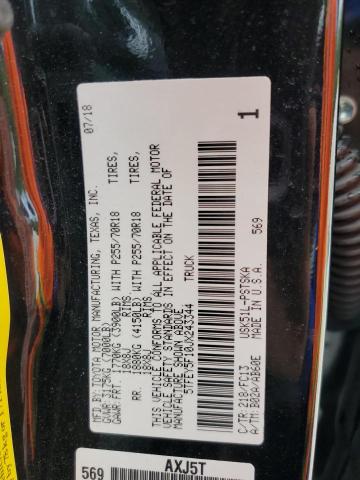 07/18
MFD. BY: TOYOTA MOTOR MANUFACTURING, TEXAS, INC.
GVWR 3175KG (7000LB)
GAWR: FRT. 1770KG (3900LB) WITH P255/70R18 TIRES,
18X8J RIMS
RR. 1880KG (4150LB) WITH P255/70R18 TIRES,
18X8J RIMS
THIS VEHICLE CONFORMS TO ALL APPLICABLE FEDERAL MOTOR
VEHICLE SAFETY STANDARDS IN EFFECT ON THE DATE OF
MANUFACTURE SHOWN ABOVE.
5TFEY5F10JX243344 TRUCK
1
USK51L-PSTSKA 569
C/TR:218/FC13 MADE IN U.S.A.
A/TM:B02A/AB60E
569
AXJ5T